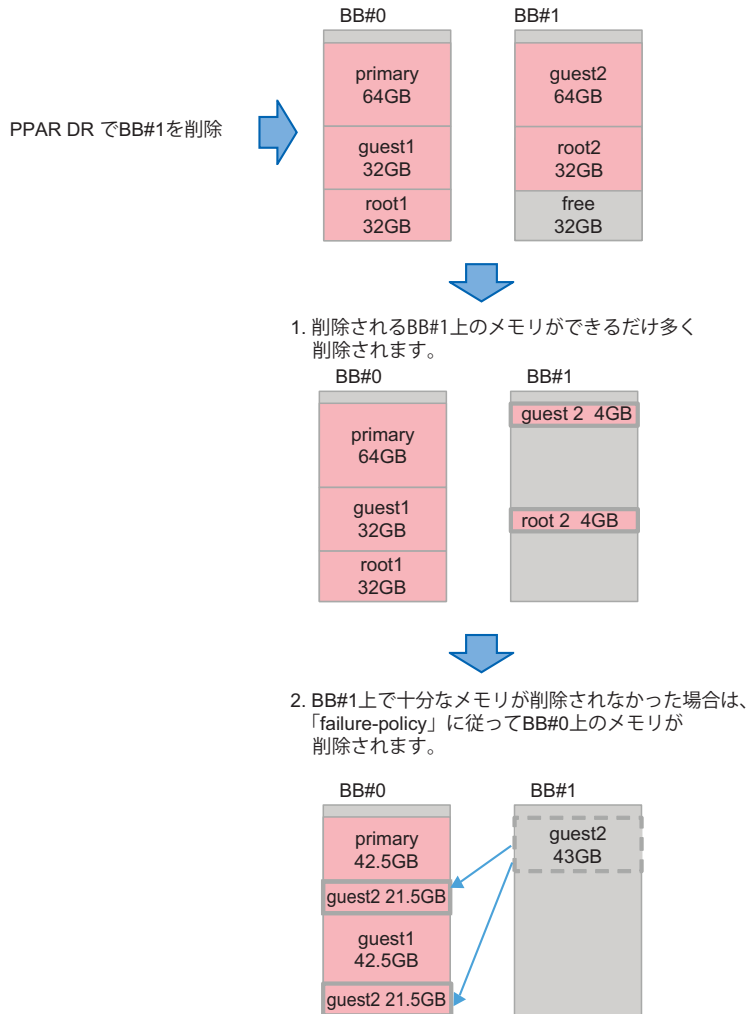 BB#0
BB#1
PPAR DR でBB#1を削除
primary
64GB
guest1
32GB
root1
32GB
guest2
64GB
root2
32GB
free
32GB
1. 削除されるBB#1上のメモリができるだけ多く
削除されます。
BB#0
BB#1
primary
64GB
guest1
32GB
root1
32GB
guest 2 4GB
root 2 4GB
2. BB#1上で十分なメモリが削除されなかった場合は、
「failure-policy」に従ってBB#0上のメモリが
削除されます。
BB#0
BB#1
primary
42.5GB
guest2 21.5GB
guest1
42.5GB
guest2 21.5GB
guest2
43GB